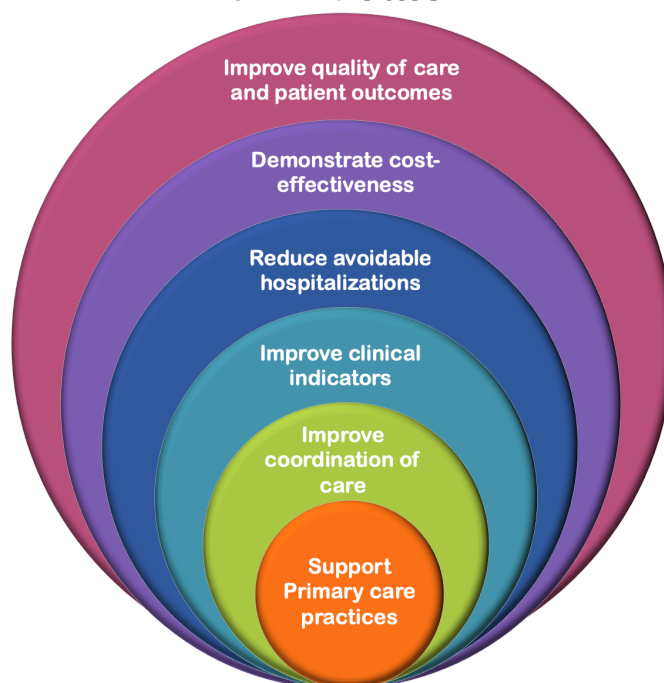 Improve quality of care
and patient outcomes
Demonstrate cost-
effectiveness
Reduce avoidable
hospitalizations
Improve clinical
indicators
Improve
coordination of
care
Support
Primary care
practices